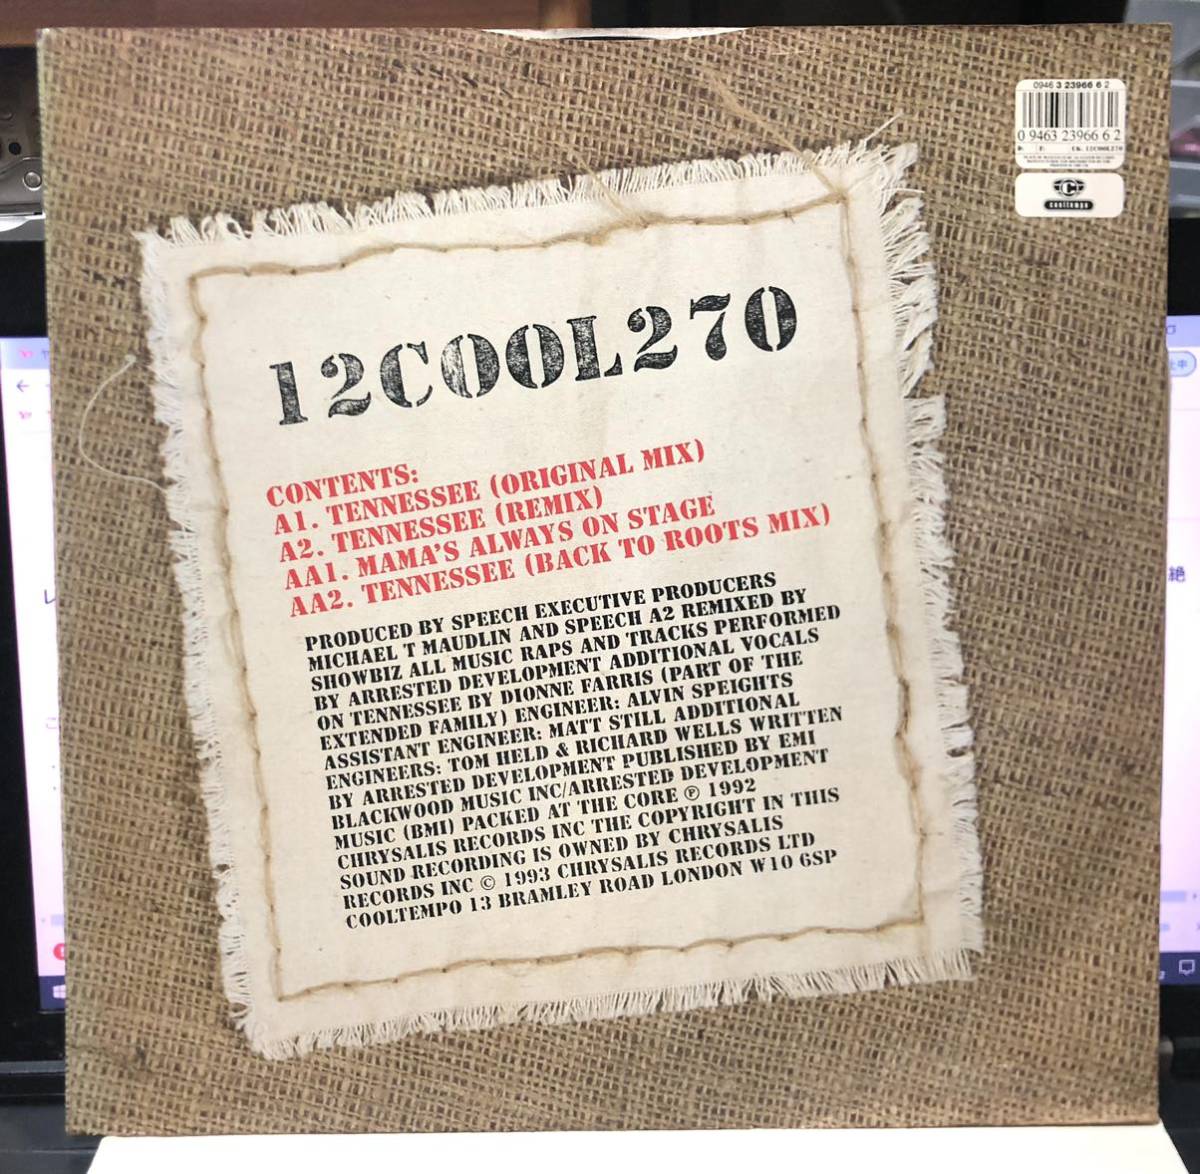 0946 3 23966 6 2
0 9463 23966 6 2
UK: 12COOL270
cooltempo
12COOL270
CONTENTS:
A1. TENNESSEE (ORIGINAL MIX)
A2. TENNESSEE (REMIX)
AA1. MAMA'S ALWAYS ON STAGE
AA2. TENNESSEE (BACK TO ROOTS MIX)
PRODUCED BY SPEECH EXECUTIVE PRODUCERS
MICHAEL T MAUDLIN AND SPEECH A2 REMIXED BY
SHOWBIZ ALL MUSIC RAPS AND TRACKS PERFORMED
BY ARRESTED DEVELOPMENT ADDITIONAL VOCALS
ON TENNESSEE BY DIONNE FARRIS (PART OF THE
EXTENDED FAMILY) ENGINEER: ALVIN SPEIGHTS
ASSISTANT ENGINEER: MATT STILL ADDITIONAL
ENGINEERS: TOM HELD & RICHARD WELLS WRITTEN
BY ARRESTED DEVELOPMENT PUBLISHED BY EMI
BLACKWOOD MUSIC INC/ARRESTED DEVELOPMENT
MUSIC (BMI) PACKED AT THE CORE ℗ 1992
CHRYSALIS RECORDS INC THE COPYRIGHT IN THIS
SOUND RECORDING IS OWNED BY CHRYSALIS
RECORDS INC © 1993 CHRYSALIS RECORDS LTD
COOLTEMPO 13 BRAMLEY ROAD LONDON W10 6SP